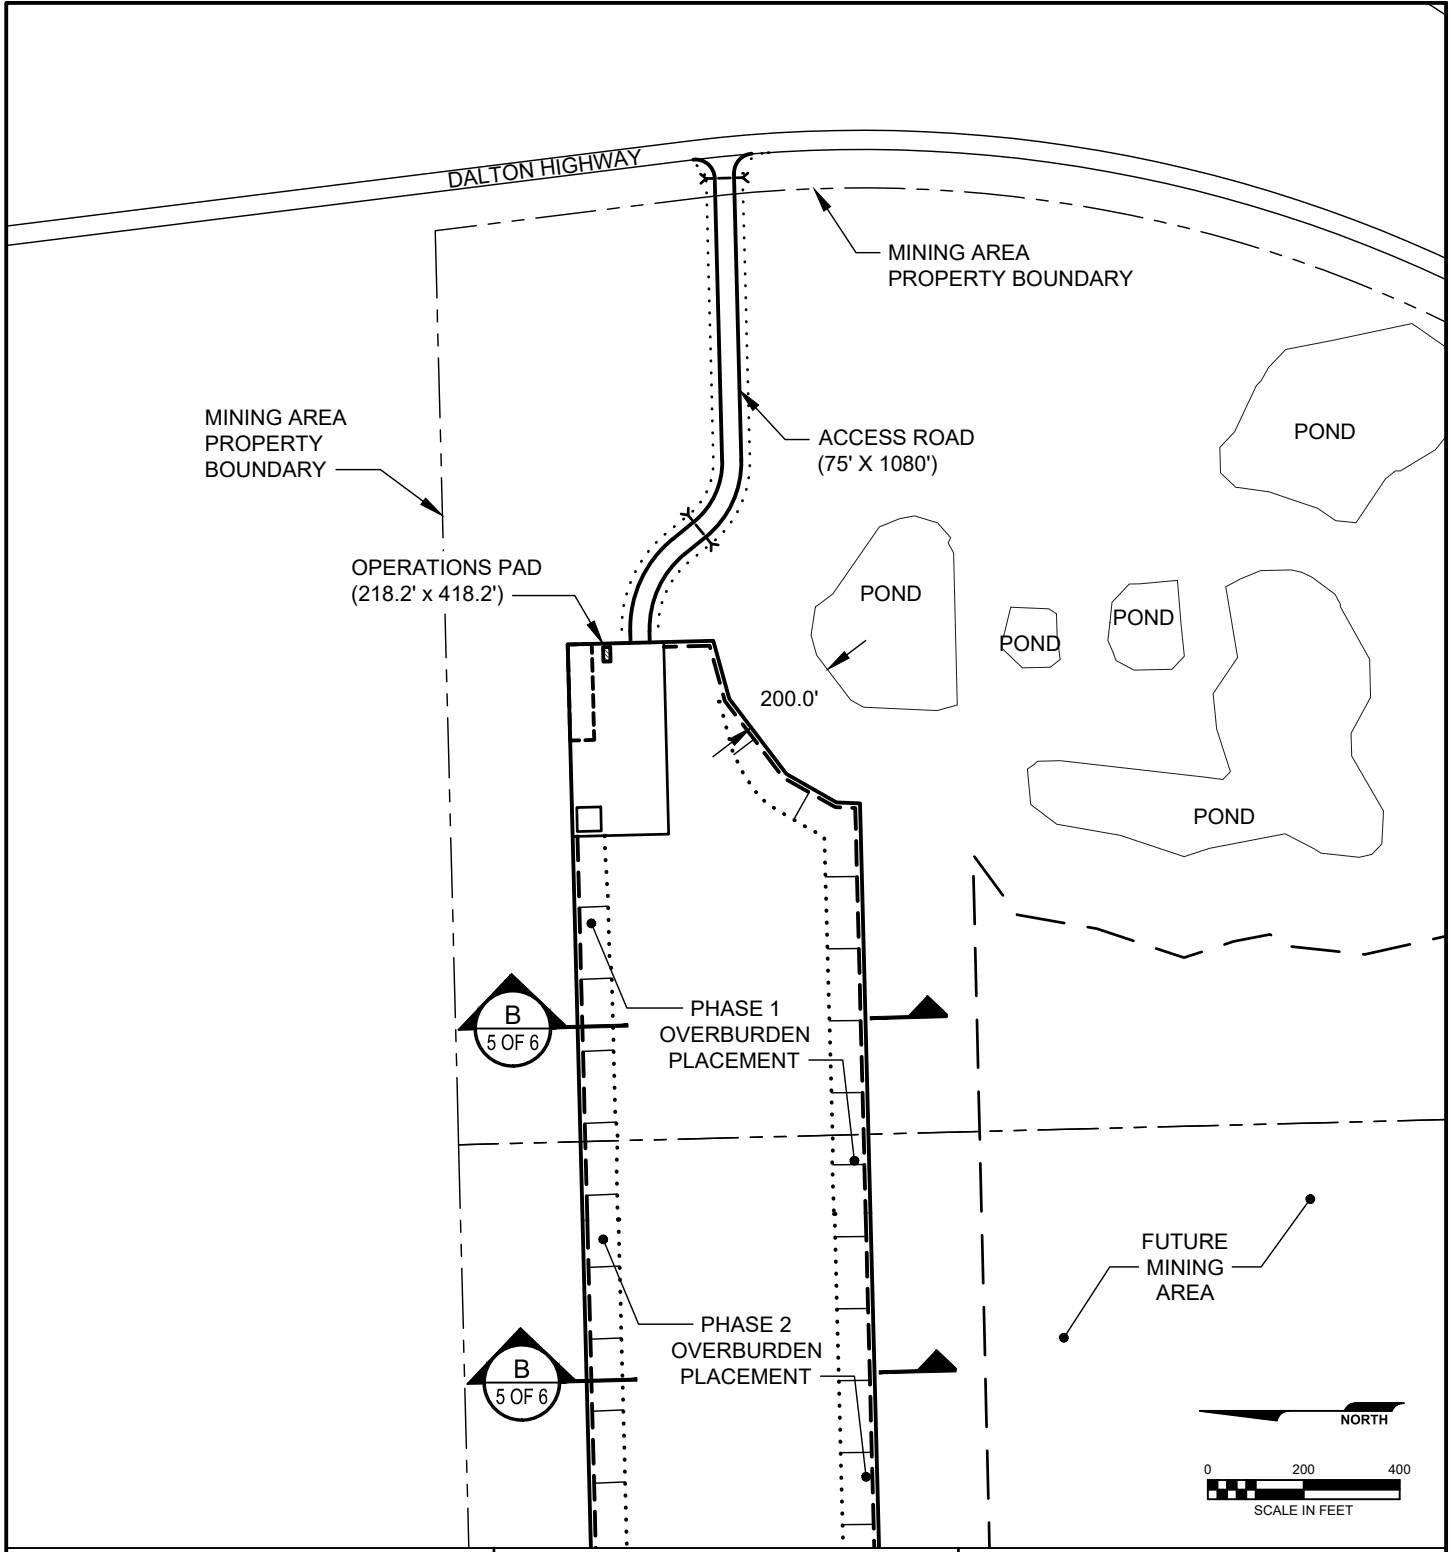 DALTON HIGHWAY
MINING AREA
PROPERTY BOUNDARY
MINING AREA
PROPERTY
BOUNDARY
ACCESS ROAD
(75' X 1080')
POND
OPERATIONS PAD
(218.2' x 418.2')
POND
POND
POND
200.0'
POND
PHASE 1
OVERBURDEN
PLACEMENT
B
5 OF 6
FUTURE
MINING
AREA
PHASE 2
OVERBURDEN
PLACEMENT
B
5 OF 6
NORTH
0 200 400
SCALE IN FEET